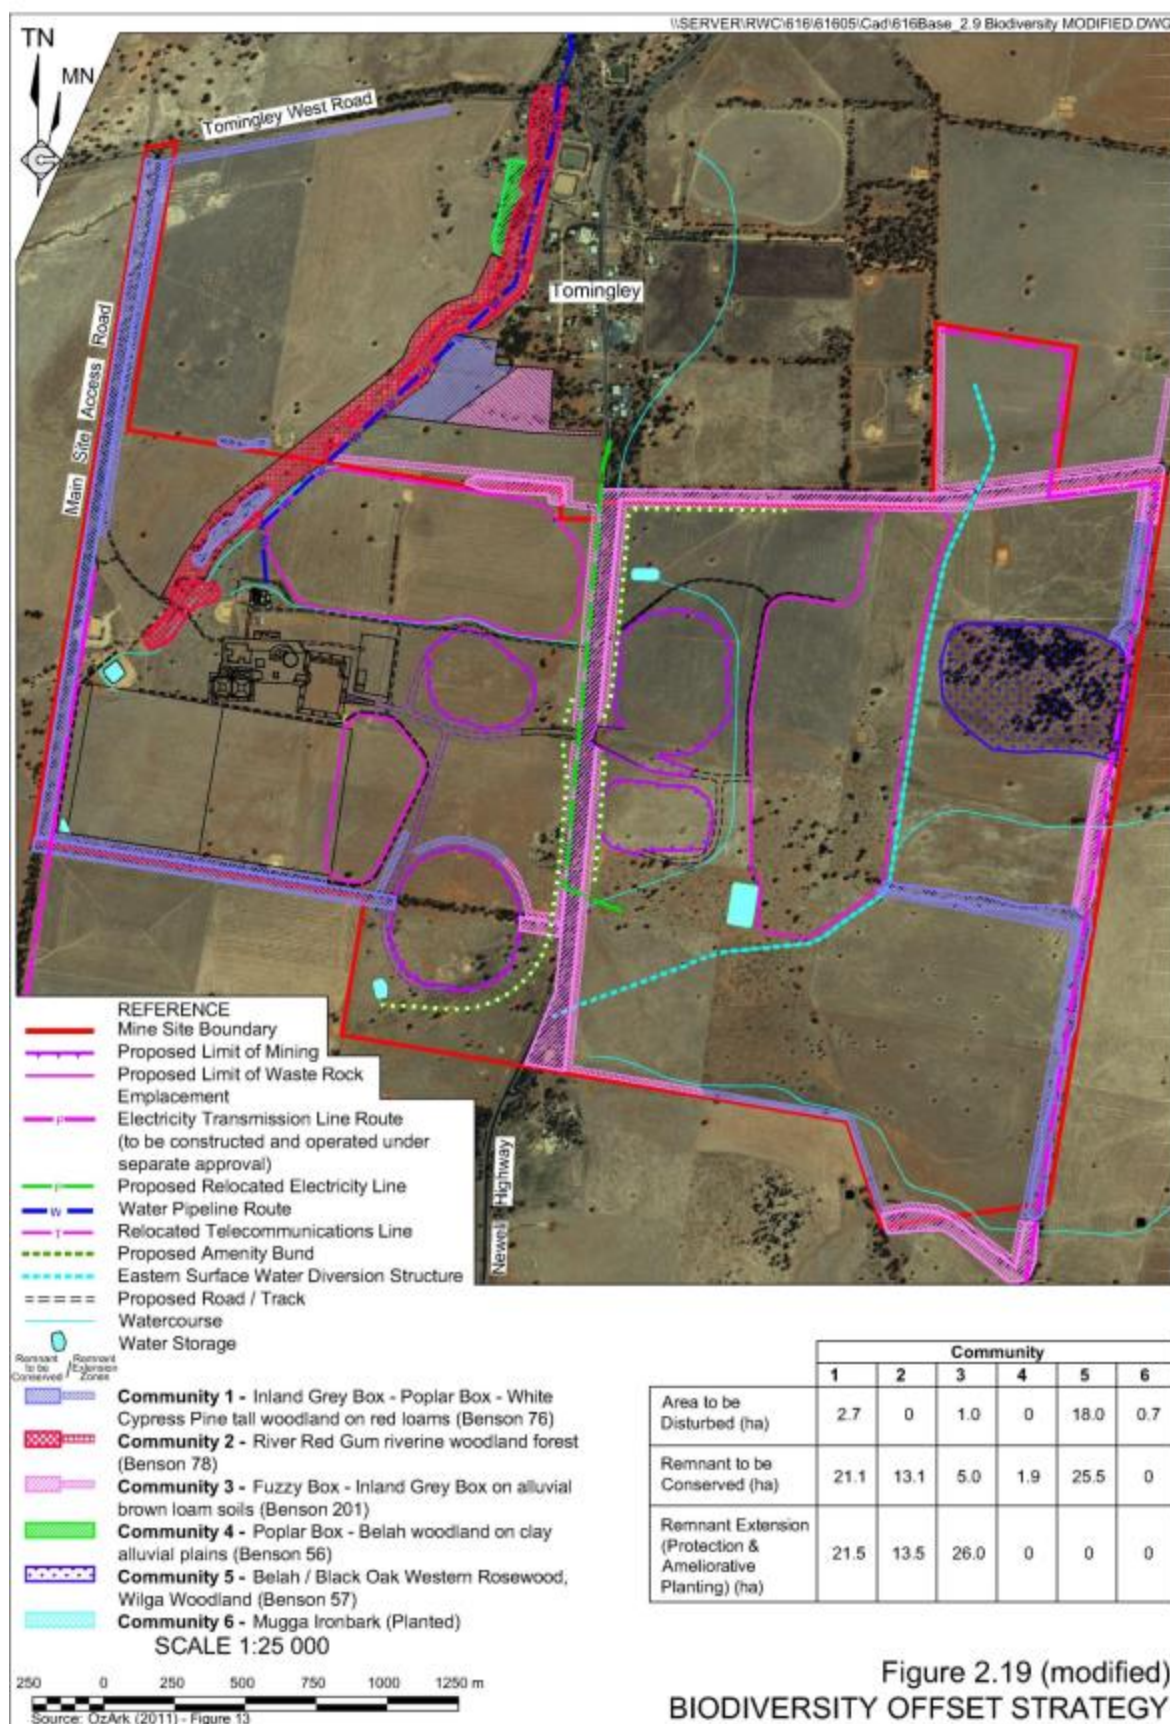 \\SERVER\RWC\616\61605\Cad\616Base_2.9 Biodiversity MODIFIED.DWG
TN
MN
Tomingley West Road
Tomingley
Main Site Access Road
Newell Highway
REFERENCE
Mine Site Boundary
Proposed Limit of Mining
Proposed Limit of Waste Rock
Emplacement
P Electricity Transmission Line Route
(to be constructed and operated under
separate approval)
P Proposed Relocated Electricity Line
W Water Pipeline Route
T Relocated Telecommunications Line
Proposed Amenity Bund
Eastern Surface Water Diversion Structure
Proposed Road / Track
Watercourse
Water Storage
Remnant to be Conserved / Remnant Extension Zones
Community 1 - Inland Grey Box - Poplar Box - White
Cypress Pine tall woodland on red loams (Benson 76)
Community 2 - River Red Gum riverine woodland forest
(Benson 78)
Community 3 - Fuzzy Box - Inland Grey Box on alluvial
brown loam soils (Benson 201)
Community 4 - Poplar Box - Belah woodland on clay
alluvial plains (Benson 56)
Community 5 - Belah / Black Oak Western Rosewood,
Wilga Woodland (Benson 57)
Community 6 - Mugga Ironbark (Planted)
SCALE 1:25 000
250 0 250 500 750 1000 1250 m
Source: OzArk (2011) - Figure 13
Community
1 2 3 4 5 6
Area to be
Disturbed (ha)
2.7 0 1.0 0 18.0 0.7
Remnant to be
Conserved (ha)
21.1 13.1 5.0 1.9 25.5 0
Remnant Extension
(Protection &
Ameliorative
Planting) (ha)
21.5 13.5 26.0 0 0 0
Figure 2.19 (modified)
BIODIVERSITY OFFSET STRATEGY